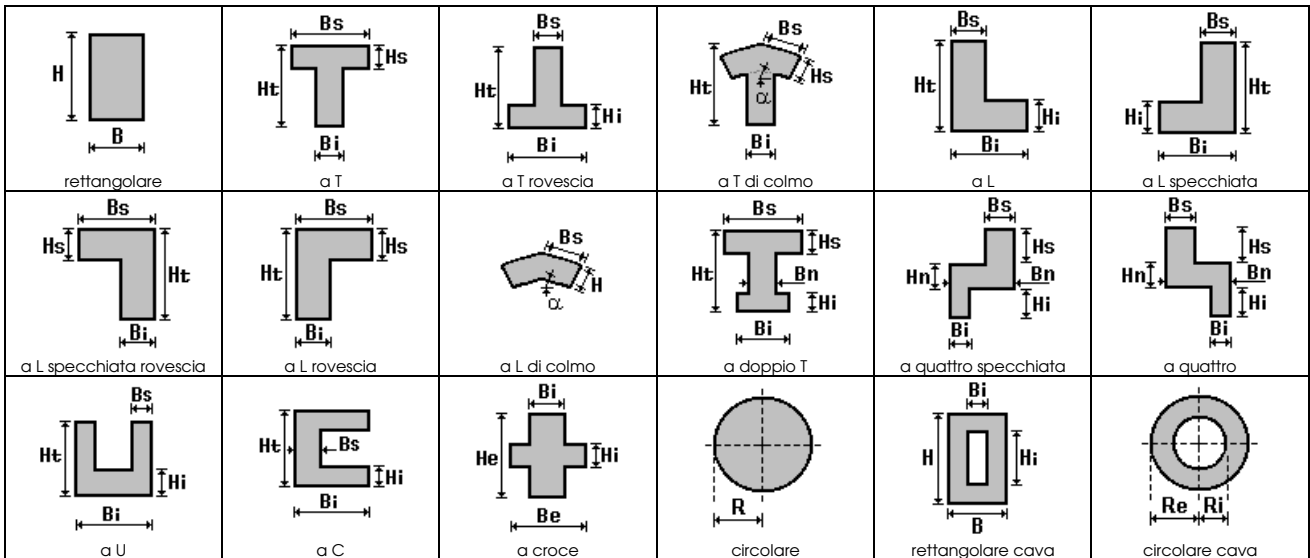 H
B
rettangolare
Bs
Ht
Hs
Bi
a T
Bs
Ht
Hi
Bi
a T rovescia
Bs
Ht
Hs
α
Bi
a T di colmo
Bs
Ht
Hi
Bi
a L
Bs
Ht
Hi
Bi
a L specchiata
Bs
Hs
Ht
Bi
a L specchiata rovescia
Bs
Ht
Hs
Bi
a L rovescia
Bs
H
α
a L di colmo
Bs
Hs
Ht
Bn
Hi
Bi
a doppio T
Bs
Hs
Hn
Bn
Hi
Bi
a quattro specchiata
Bs
Hs
Hn
Bn
Hi
Bi
a quattro
Bs
Ht
Hi
Bi
a U
Ht
Bs
Hi
Bi
a C
Bi
He
Hi
Be
a croce
R
circolare
Bi
H
Hi
B
rettangolare cava
Re
Ri
circolare cava